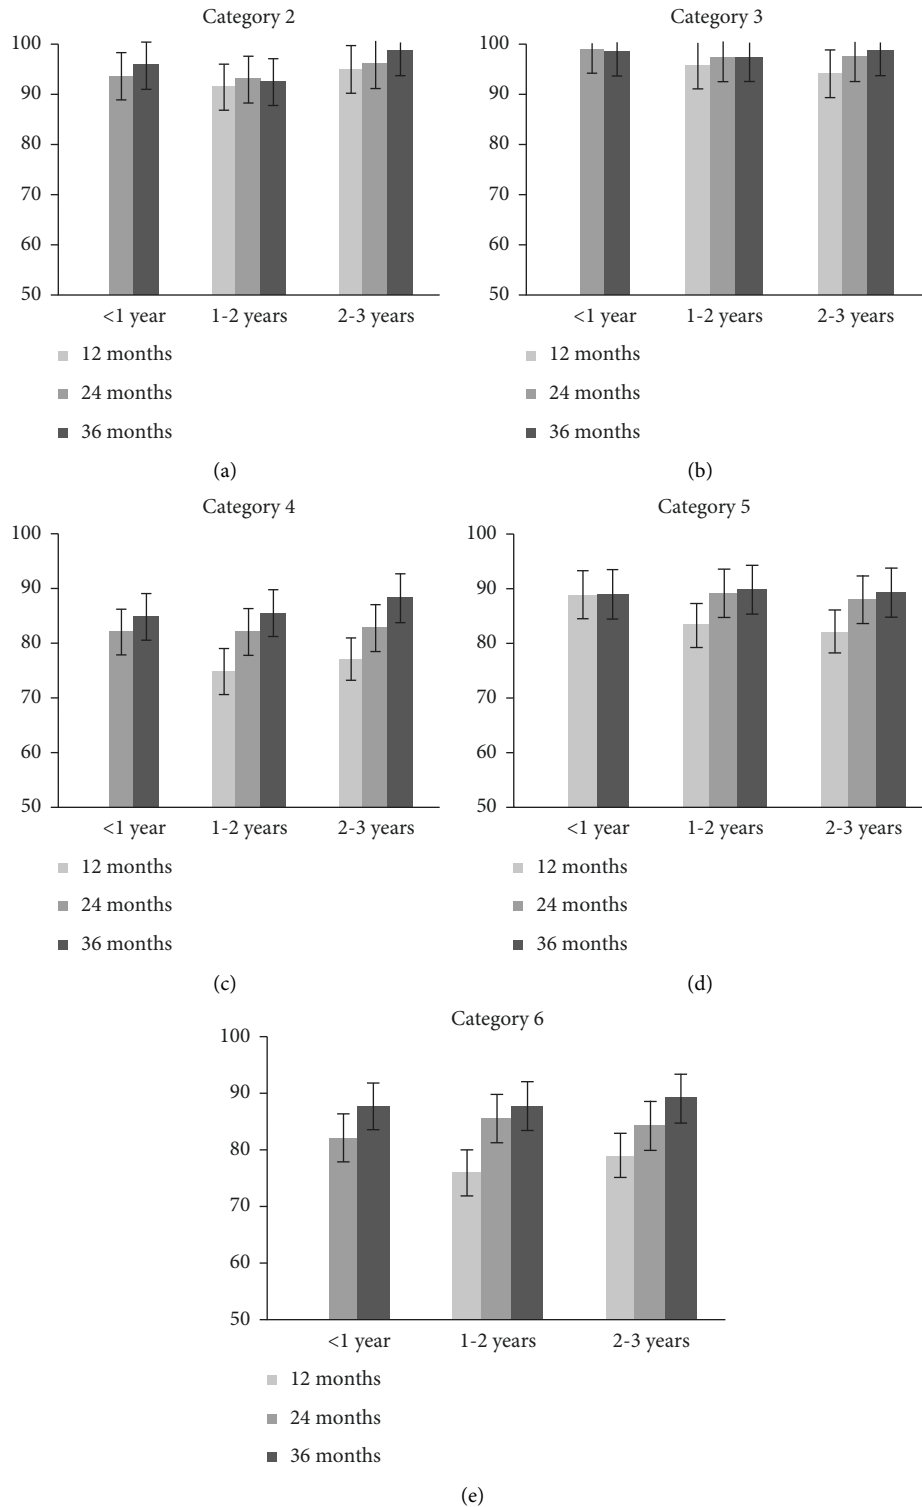 Category 2
100
90
80
70
60
50
<1 year
1-2 years
2-3 years
12 months
24 months
36 months
(a)
Category 3
100
90
80
70
60
50
<1 year
1-2 years
2-3 years
12 months
24 months
36 months
(b)
Category 4
100
90
80
70
60
50
<1 year
1-2 years
2-3 years
12 months
24 months
36 months
(c)
Category 5
100
90
80
70
60
50
<1 year
1-2 years
2-3 years
12 months
24 months
36 months
(d)
Category 6
100
90
80
70
60
50
<1 year
1-2 years
2-3 years
12 months
24 months
36 months
(e)